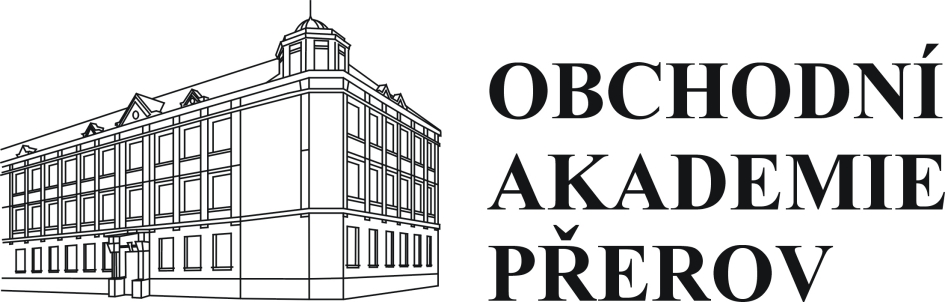 OBCHODNÍ
AKADEMIE
PŘEROV